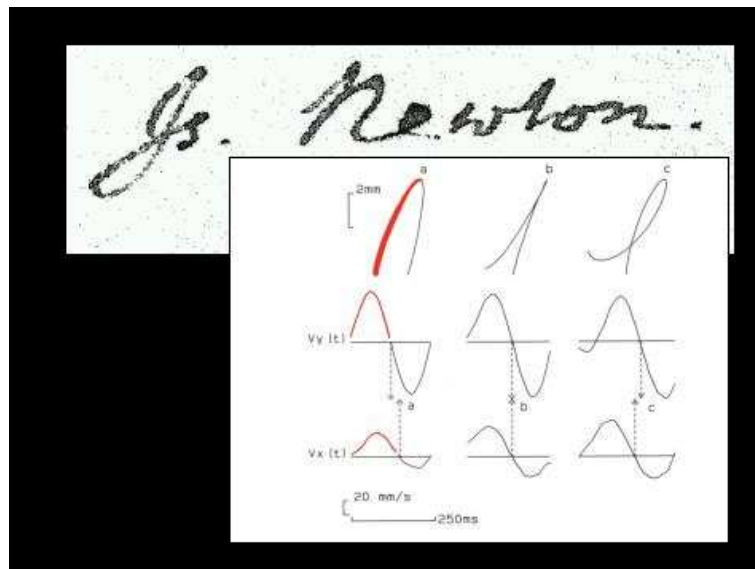 Is. Newton.
a b c
2mm
Vy(t)
a b c
Vx(t)
20 mm/s
250ms